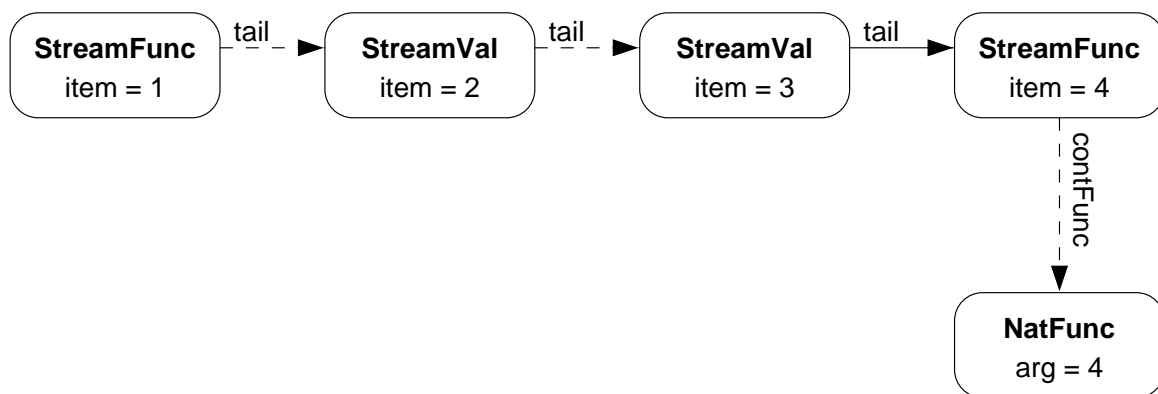 tail
tail
tail
StreamFunc
item = 1
StreamVal
item = 2
StreamVal
item = 3
StreamFunc
item = 4
contFunc
NatFunc
arg = 4